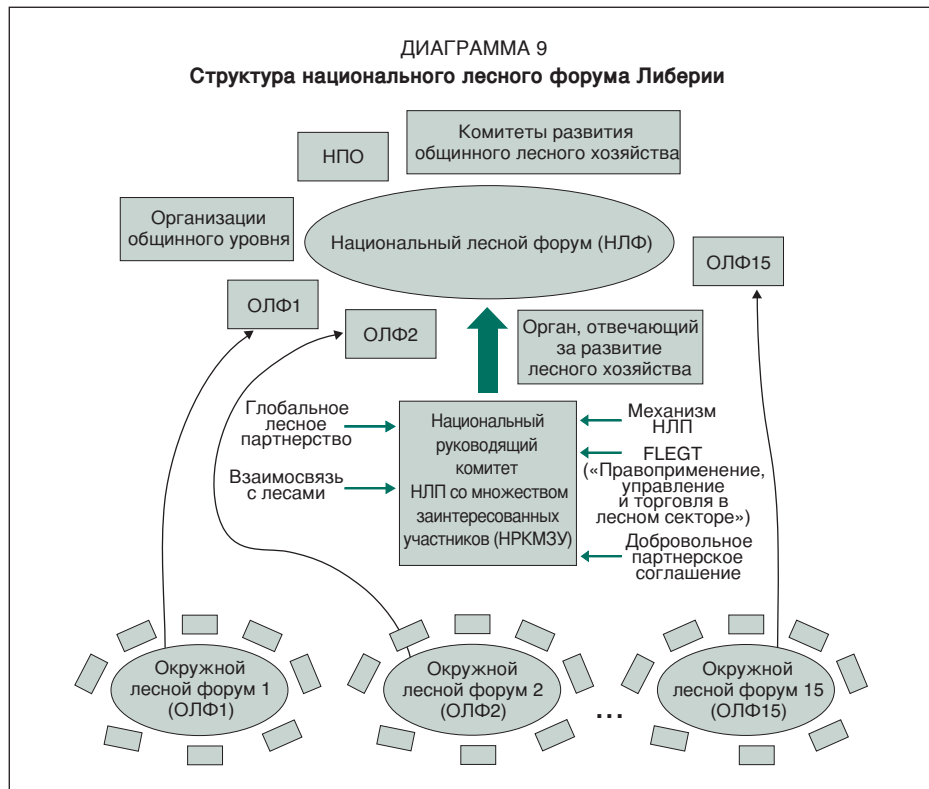 ДИАГРАММА 9
Структура национального лесного форума Либерии
НПО
Комитеты развития
общинного лесного хозяйства
Организации
общинного уровня
Национальный лесной форум (НЛФ)
ОЛФ15
ОЛФ1
ОЛФ2
Орган, отвечающий
за развитие
лесного хозяйства
Глобальное
лесное
партнерство
Взаимосвязь
с лесами
Национальный
руководящий
комитет
НЛП со множеством
заинтересованных
участников (НРКМЗУ)
Механизм
НЛП
FLEGT
(«Правоприменение,
управление
и торговля в
лесном секторе»)
Добровольное
партнерское
соглашение
Окружной
лесной форум 1
(ОЛФ1)
Окружной
лесной форум 2
(ОЛФ2)
...
Окружной
лесной форум 15
(ОЛФ15)